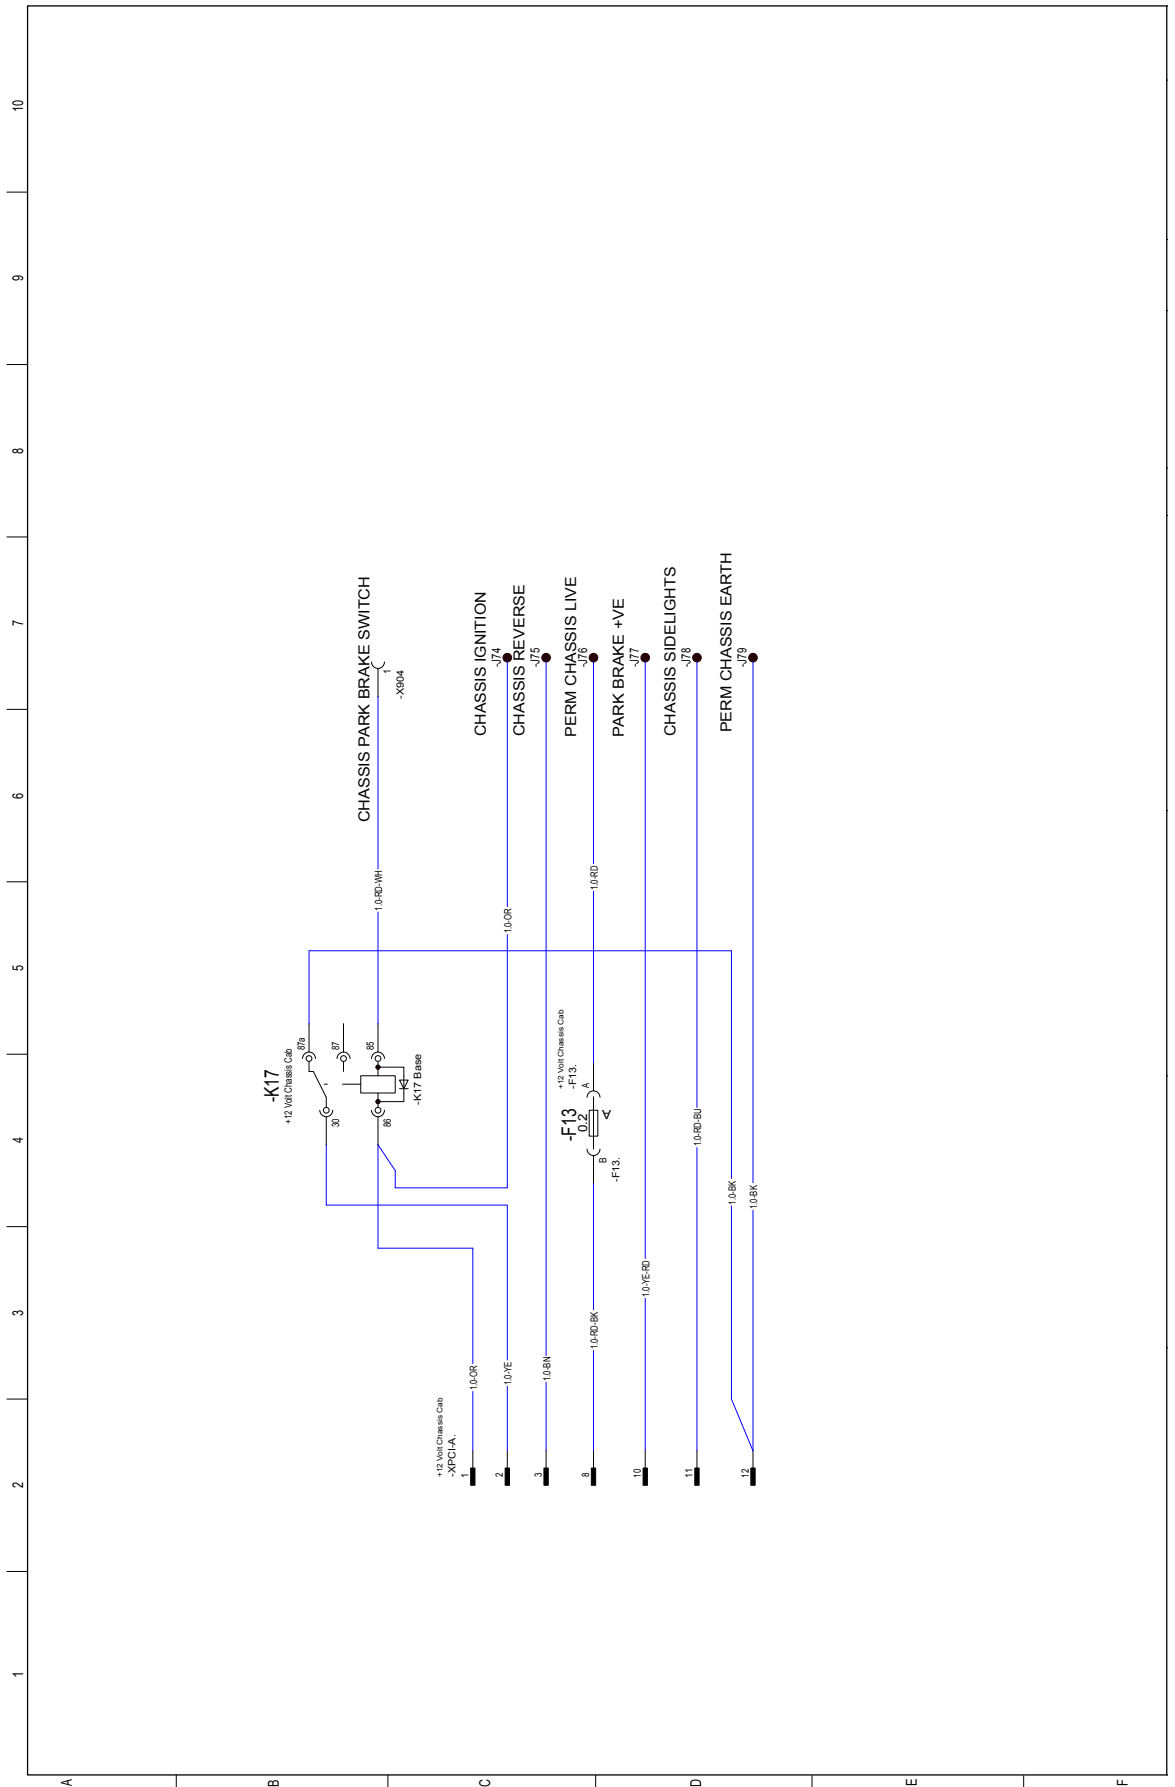 -K17
+12 Volt Chassis Cab
30
87a
87
86
85
-K17 Base
CHASSIS PARK BRAKE SWITCH
1.0-RD-WH
1
-X904
+12 Volt Chassis Cab
-XPCI-A.
1
1.0-OR
1.0-OR
CHASSIS IGNITION
-J74
2
1.0-YE
CHASSIS REVERSE
-J75
3
1.0-BN
+12 Volt Chassis Cab
-F13.
-F13
0.2
A
A
B
-F13.
PERM CHASSIS LIVE
-J76
8
1.0-RD-BK
1.0-RD
PARK BRAKE +VE
-J77
10
1.0-YE-RD
CHASSIS SIDELIGHTS
-J78
11
1.0-RD-BU
1.0-BK
PERM CHASSIS EARTH
-J79
12
1.0-BK
1
2
3
4
5
6
7
8
9
10
A
B
C
D
E
F